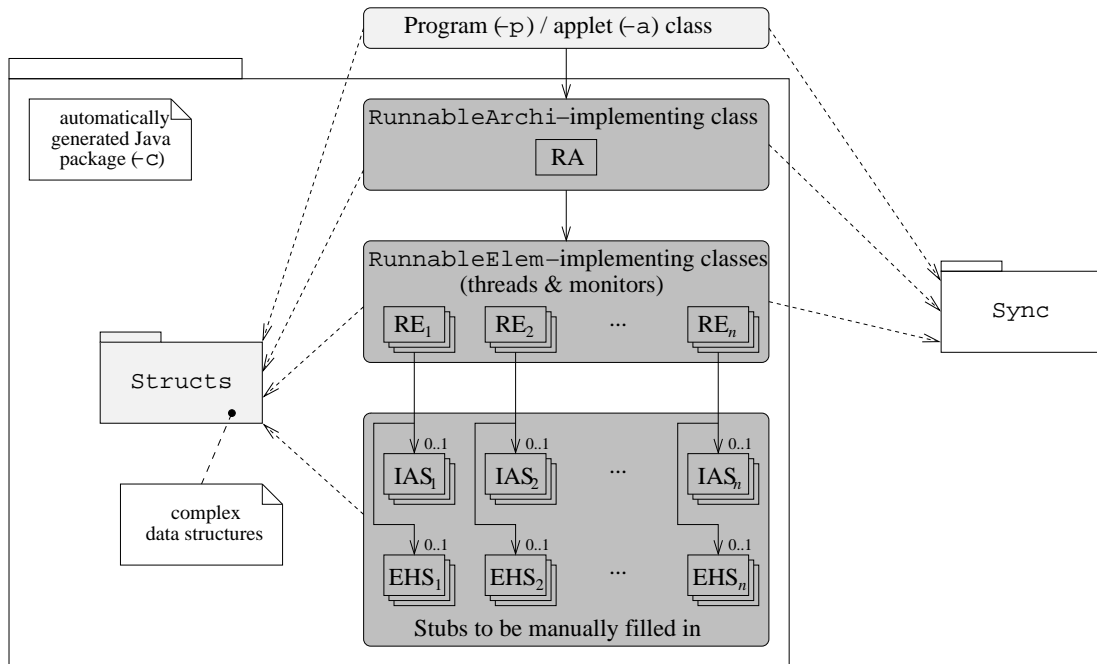 Program (–p) / applet (–a) class
automatically
generated Java
package (–c)
RunnableArchi–implementing class
RA
RunnableElem–implementing classes
(threads & monitors)
RE1 RE2 ... REn
Sync
Structs
0..1 0..1 0..1
IAS1 IAS2 ... IASn
complex
data structures
0..1 0..1 0..1
EHS1 EHS2 ... EHSn
Stubs to be manually filled in